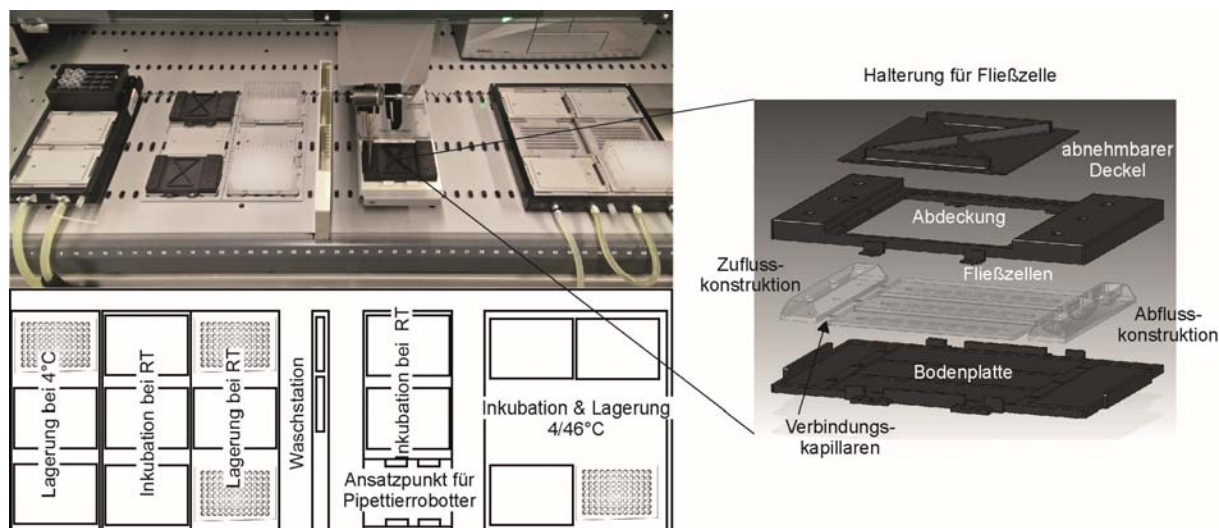 Halterung für Fließzelle
abnehmbarer
Deckel
Abdeckung
Zufluss-
konstruktion
Fließzellen
Abfluss-
konstruktion
Bodenplatte
Verbindungs-
kapillaren
Lagerung bei 4°C
Inkubation bei RT
Lagerung bei RT
Waschstation
Inkubation bei RT
Ansatzpunkt für
Pipettierrobotter
Inkubation & Lagerung
4/46°C